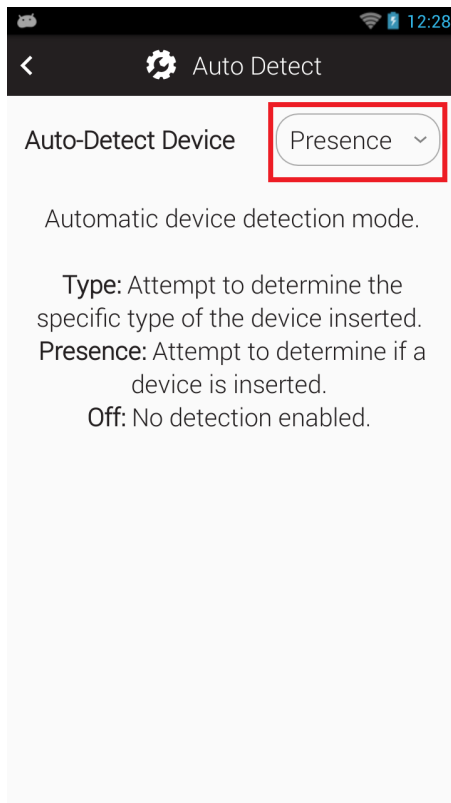 12:28
Auto Detect
Auto-Detect Device
Presence
Automatic device detection mode.
Type: Attempt to determine the
specific type of the device inserted.
Presence: Attempt to determine if a
device is inserted.
Off: No detection enabled.